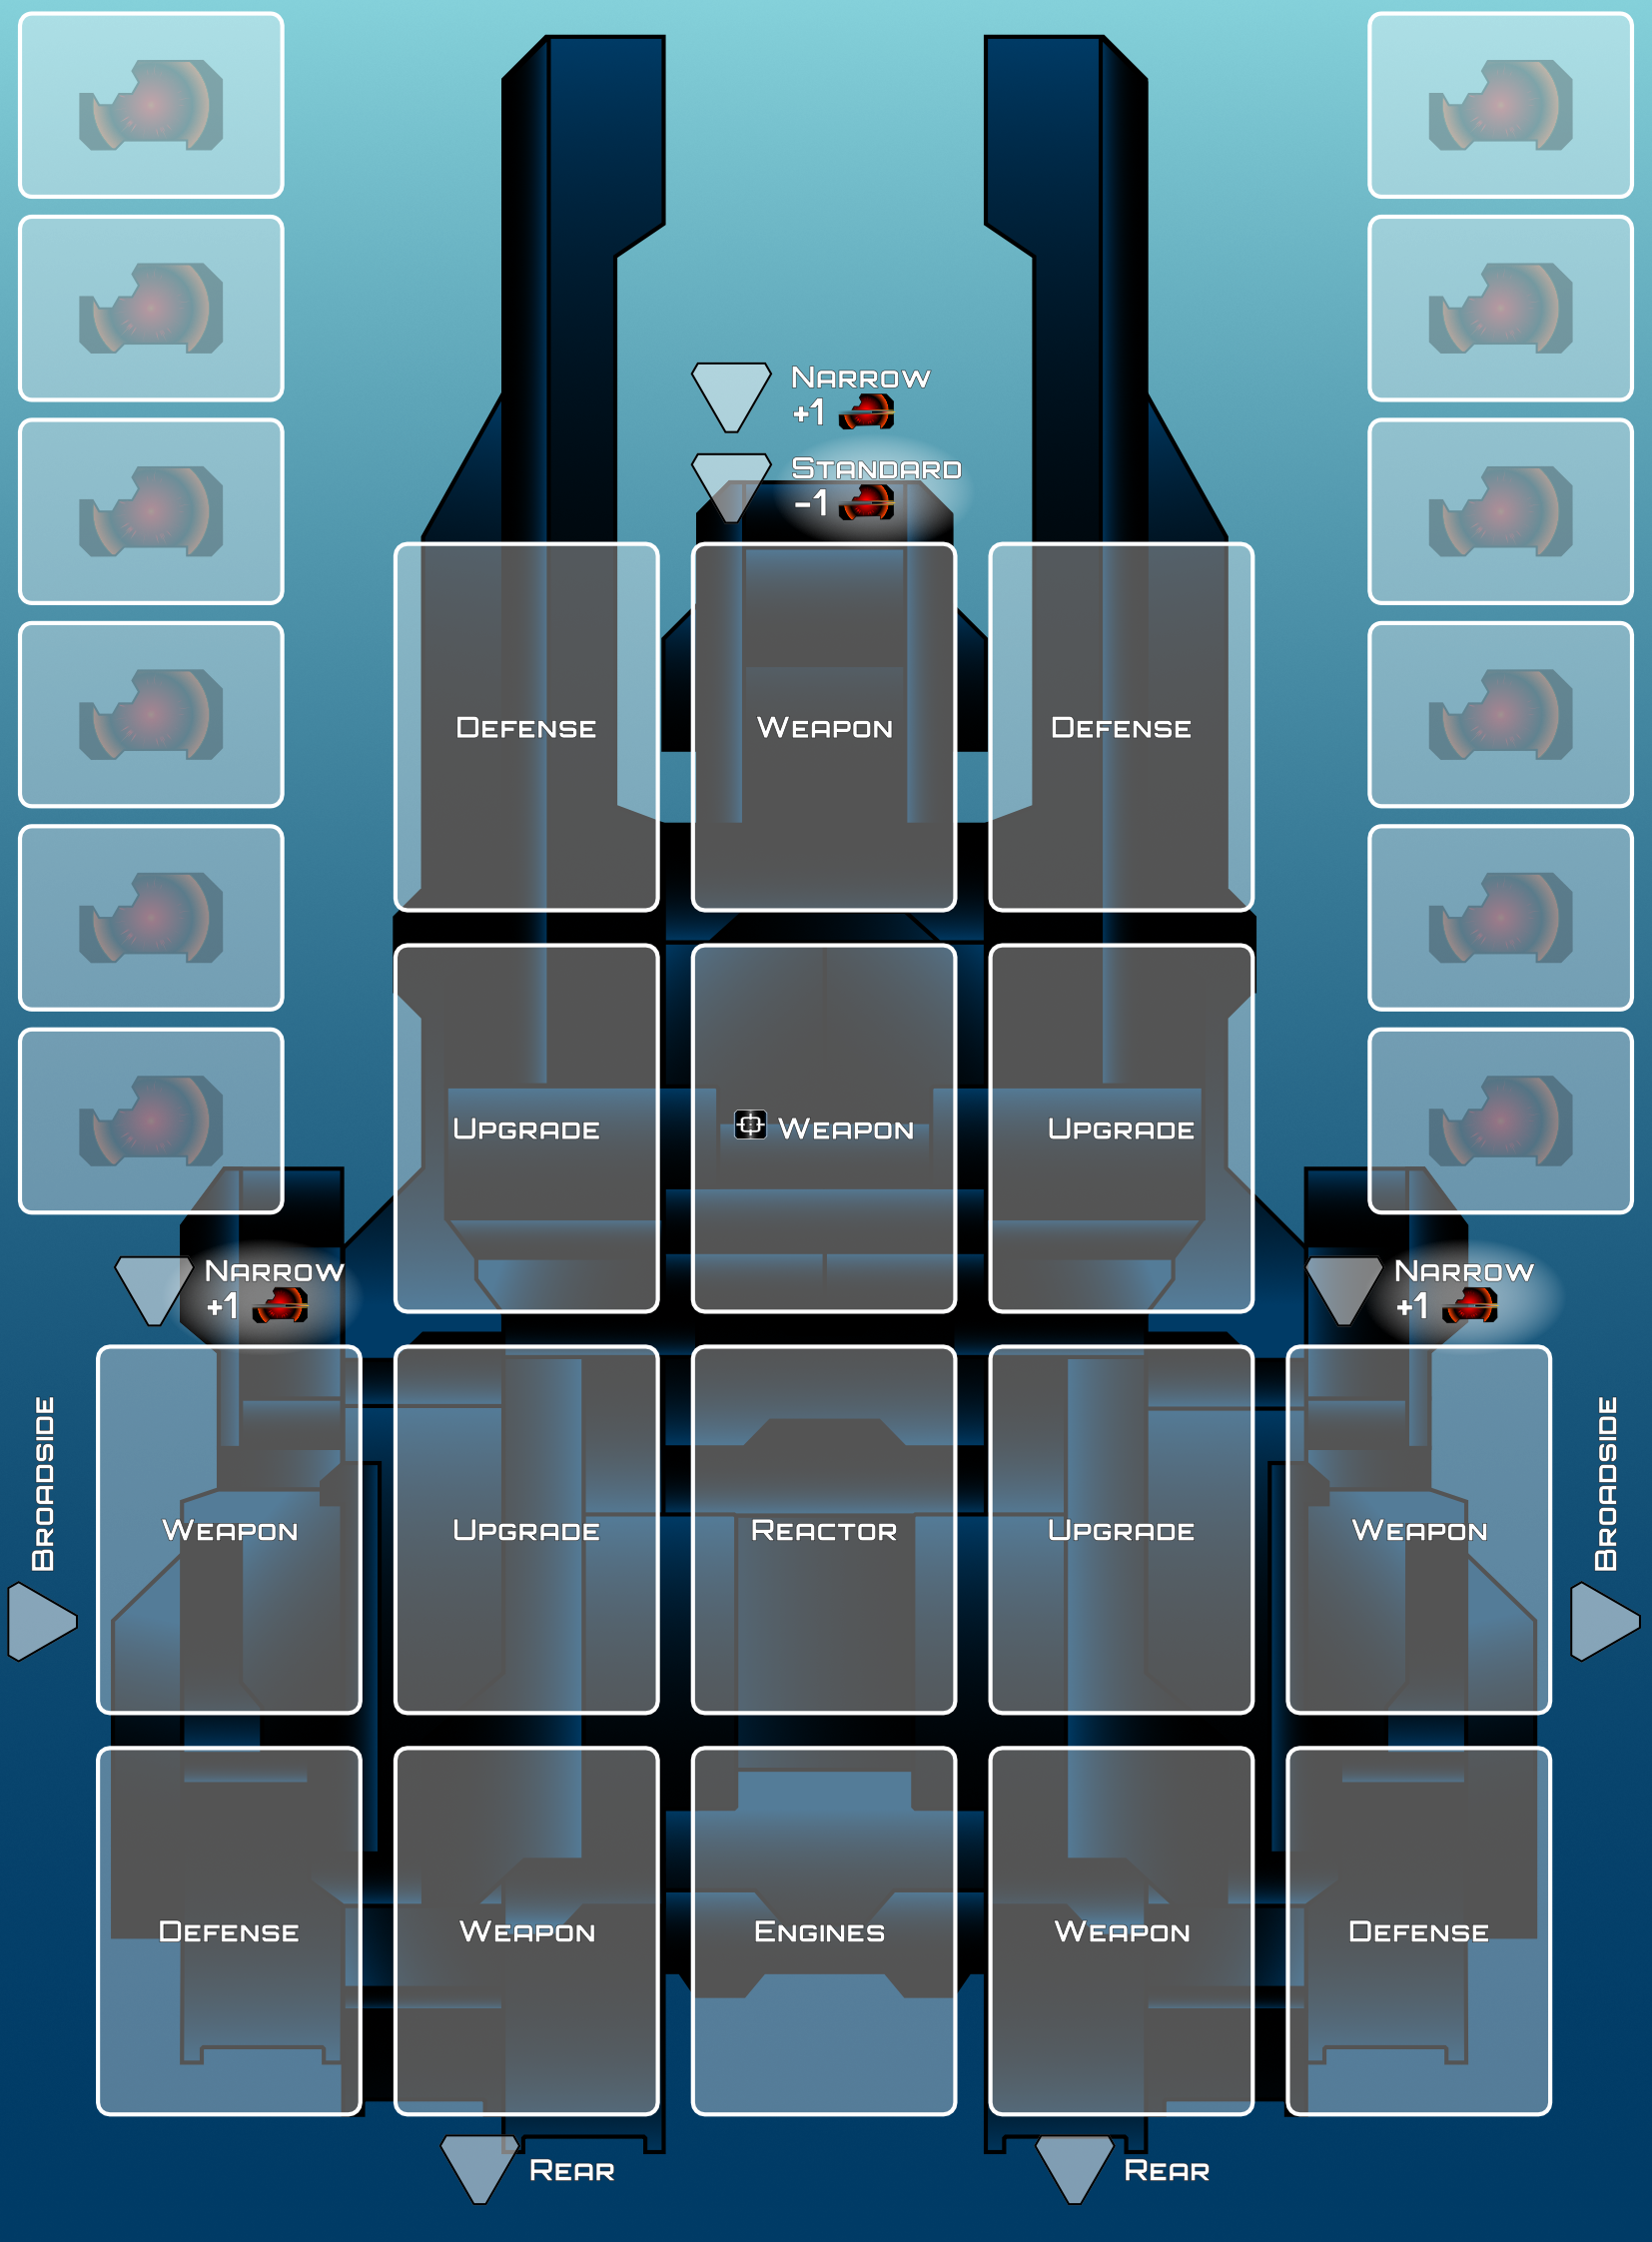 Narrow
+1
Standard
-1
Defense
Weapon
Defense
Upgrade
Weapon
Upgrade
Narrow
+1
Narrow
+1
Broadside
Broadside
Weapon
Upgrade
Reactor
Upgrade
Weapon
Defense
Weapon
Engines
Weapon
Defense
Rear
Rear